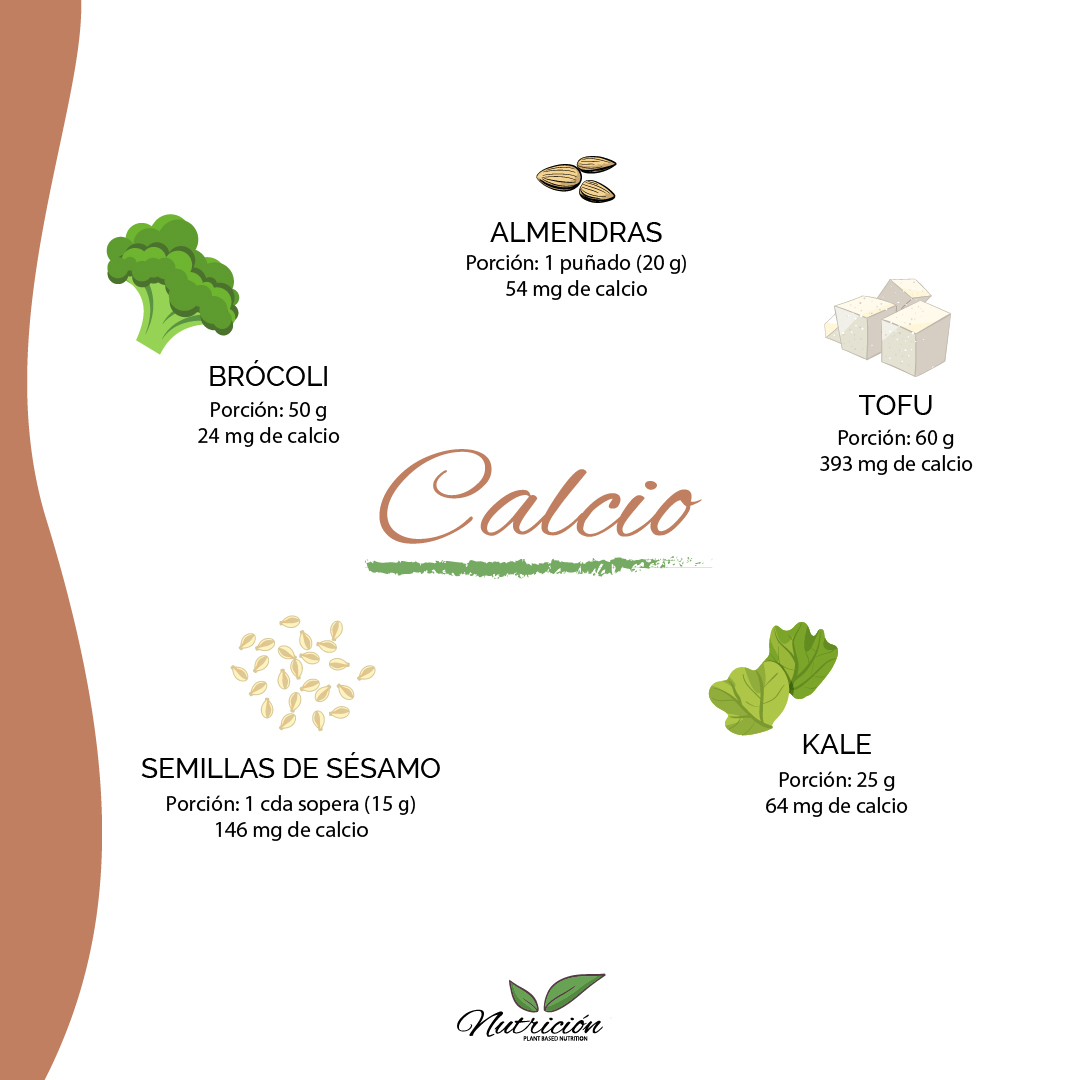 ALMENDRAS
Porción: 1 puñado (20 g)
54 mg de calcio
BRÓCOLI
Porción: 50 g
24 mg de calcio
TOFU
Porción: 60 g
393 mg de calcio
Calcio
SEMILLAS DE SÉSAMO
Porción: 1 cda sopera (15 g)
146 mg de calcio
KALE
Porción: 25 g
64 mg de calcio
Nutrición
PLANT BASED NUTRITION